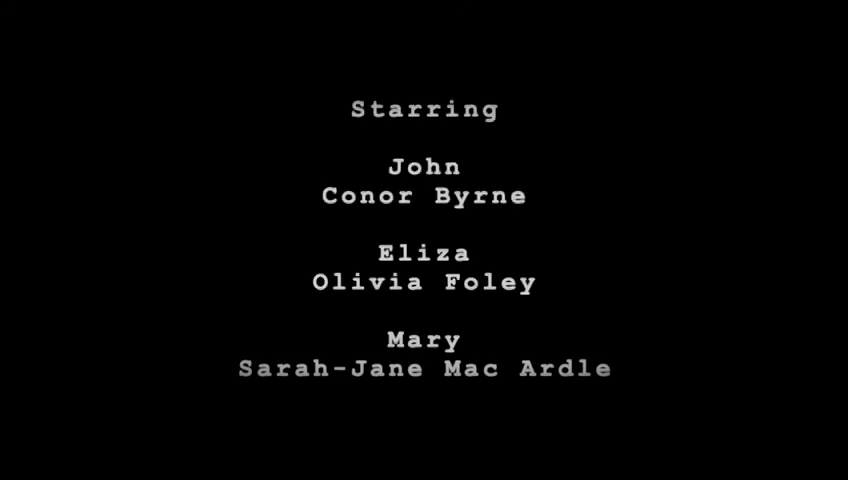 Starring
John
Conor Byrne
Eliza
Olivia Foley
Mary
Sarah-Jane Mac Ardle